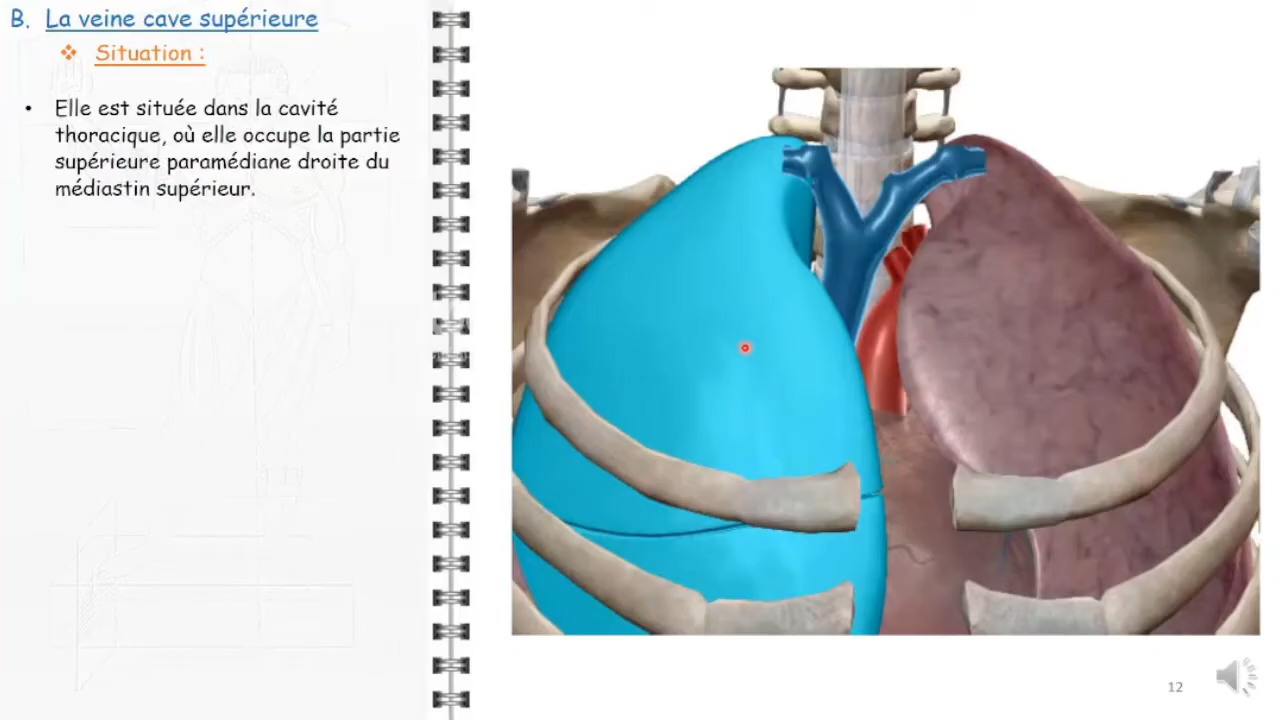 B. La veine cave supérieure
❖ Situation :
• Elle est située dans la cavité
thoracique, où elle occupe la partie
supérieure paramédiane droite du
médiastin supérieur.
12